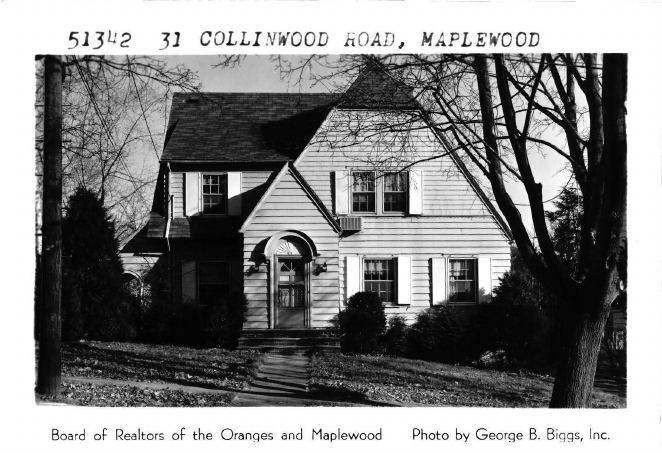 51342 31 COLLINWOOD ROAD, MAPLEWOOD
Board of Realtors of the Oranges and Maplewood Photo by George B. Biggs, Inc.